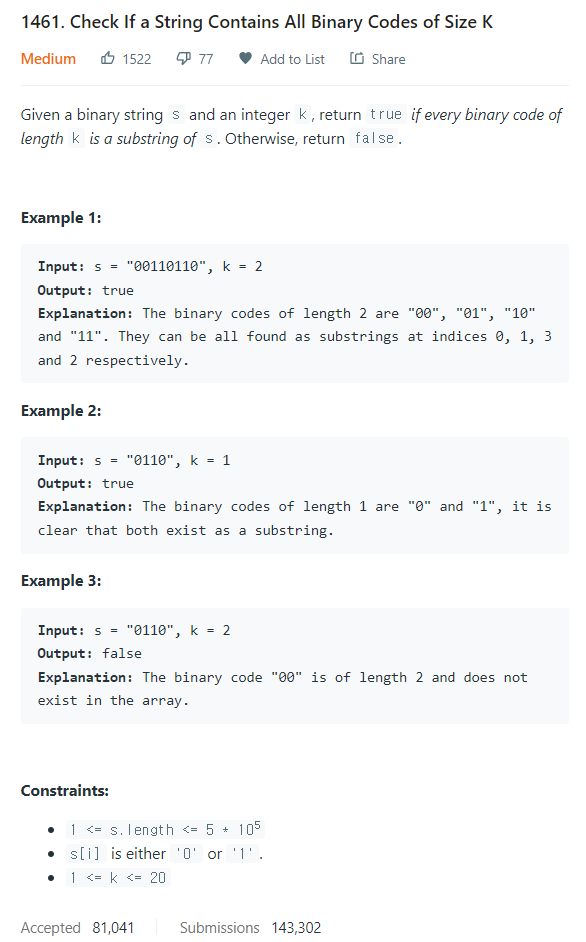 1461. Check If a String Contains All Binary Codes of Size K
Medium 1522 77 Add to List Share
Given a binary string s and an integer k, return true if every binary code of
length k is a substring of s. Otherwise, return false.
Example 1:
Input: s = "00110110", k = 2
Output: true
Explanation: The binary codes of length 2 are "00", "01", "10"
and "11". They can be all found as substrings at indices 0, 1, 3
and 2 respectively.
Example 2:
Input: s = "0110", k = 1
Output: true
Explanation: The binary codes of length 1 are "0" and "1", it is
clear that both exist as a substring.
Example 3:
Input: s = "0110", k = 2
Output: false
Explanation: The binary code "00" is of length 2 and does not
exist in the array.
Constraints:
• 1 <= s.length <= 5 * 10⁵
• s[i] is either '0' or '1'.
• 1 <= k <= 20
Accepted 81,041 Submissions 143,302